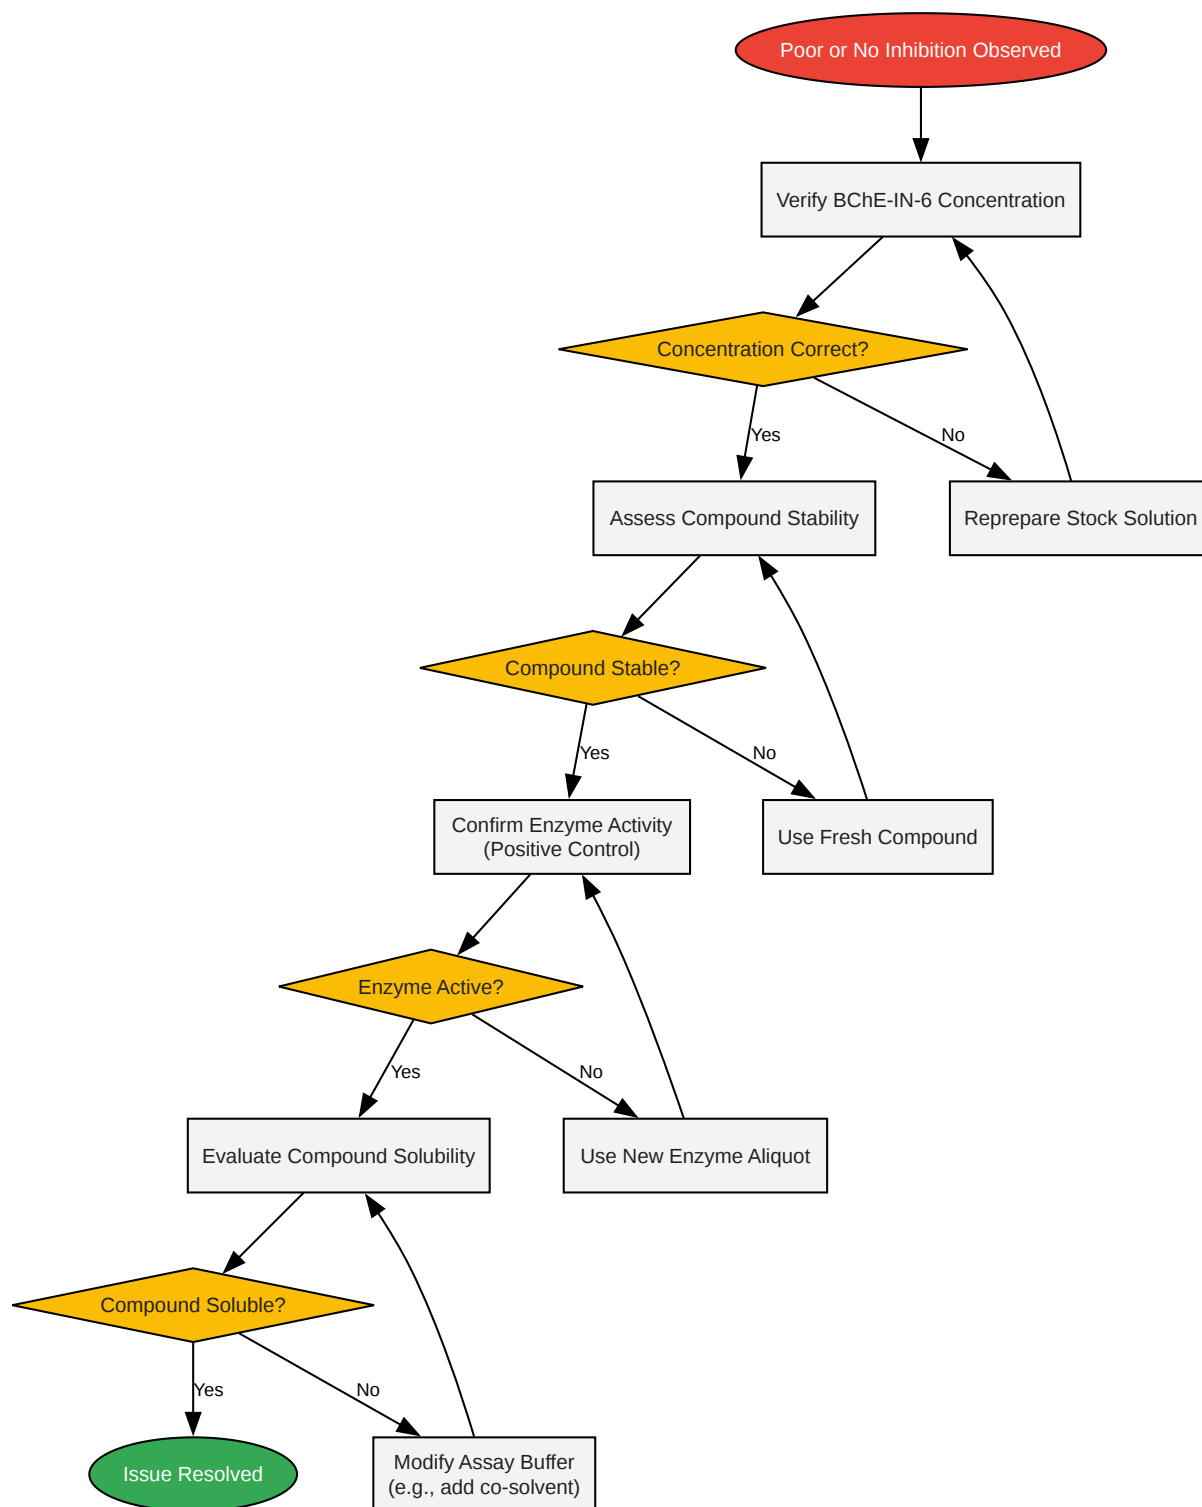 Poor or No Inhibition Observed
Verify BChE-IN-6 Concentration
Concentration Correct?
Yes
No
Assess Compound Stability
Reprepare Stock Solution
Compound Stable?
Yes
No
Confirm Enzyme Activity
(Positive Control)
Use Fresh Compound
Enzyme Active?
Yes
No
Evaluate Compound Solubility
Use New Enzyme Aliquot
Compound Soluble?
Yes
No
Issue Resolved
Modify Assay Buffer
(e.g., add co-solvent)